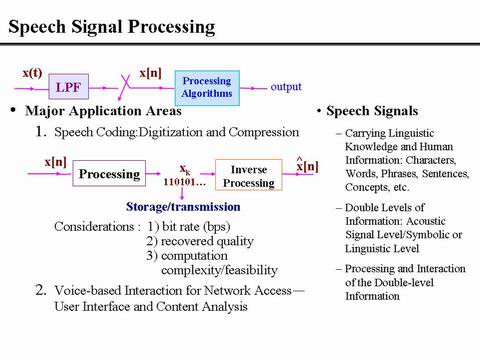 Speech Signal Processing
x(t)
x[n]
LPF
Processing
Algorithms
output
• Major Application Areas
1. Speech Coding:Digitization and Compression
x[n]
Processing
xk
110101…
Inverse
Processing
x̂[n]
Storage/transmission
Considerations : 1) bit rate (bps)
2) recovered quality
3) computation
complexity/feasibility
2. Voice-based Interaction for Network Access—
User Interface and Content Analysis
• Speech Signals
– Carrying Linguistic
Knowledge and Human
Information: Characters,
Words, Phrases, Sentences,
Concepts, etc.
– Double Levels of
Information: Acoustic
Signal Level/Symbolic or
Linguistic Level
– Processing and Interaction
of the Double-level
Information